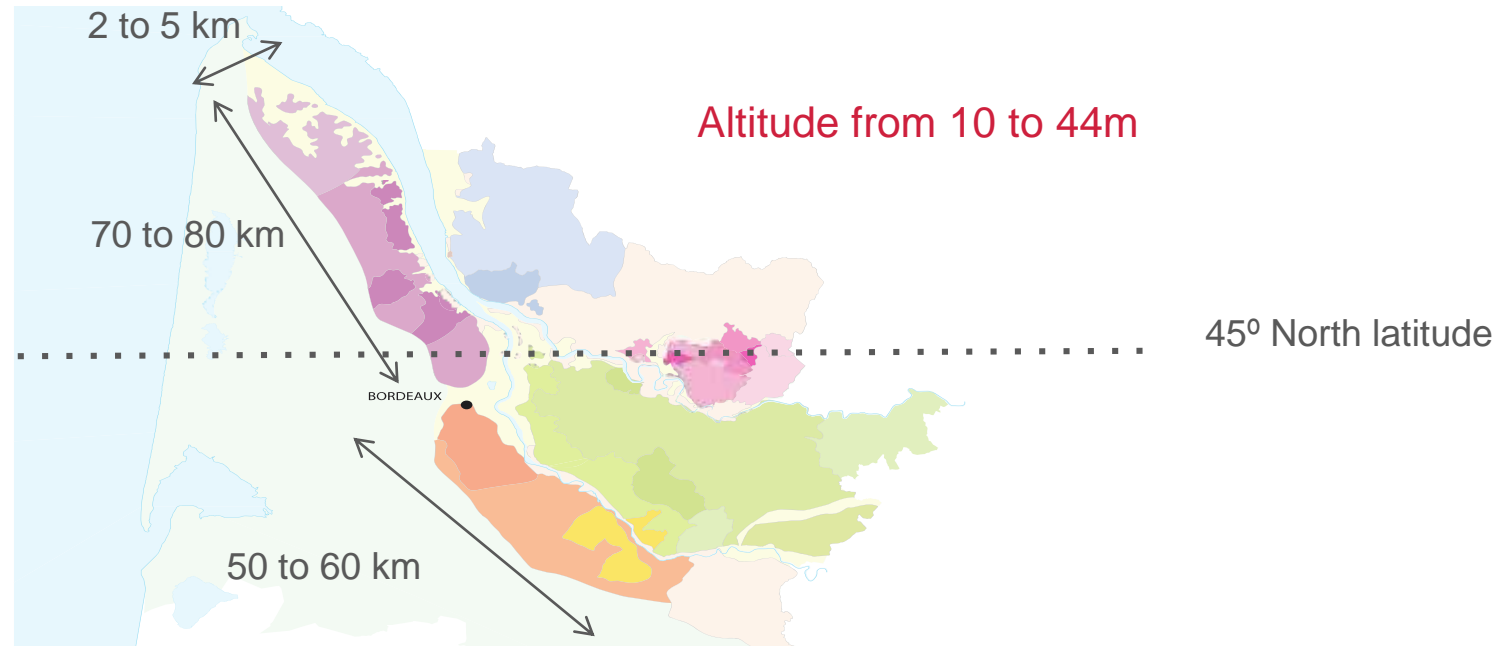 2 to 5 km
Altitude from 10 to 44m
70 to 80 km
45º North latitude
BORDEAUX
50 to 60 km